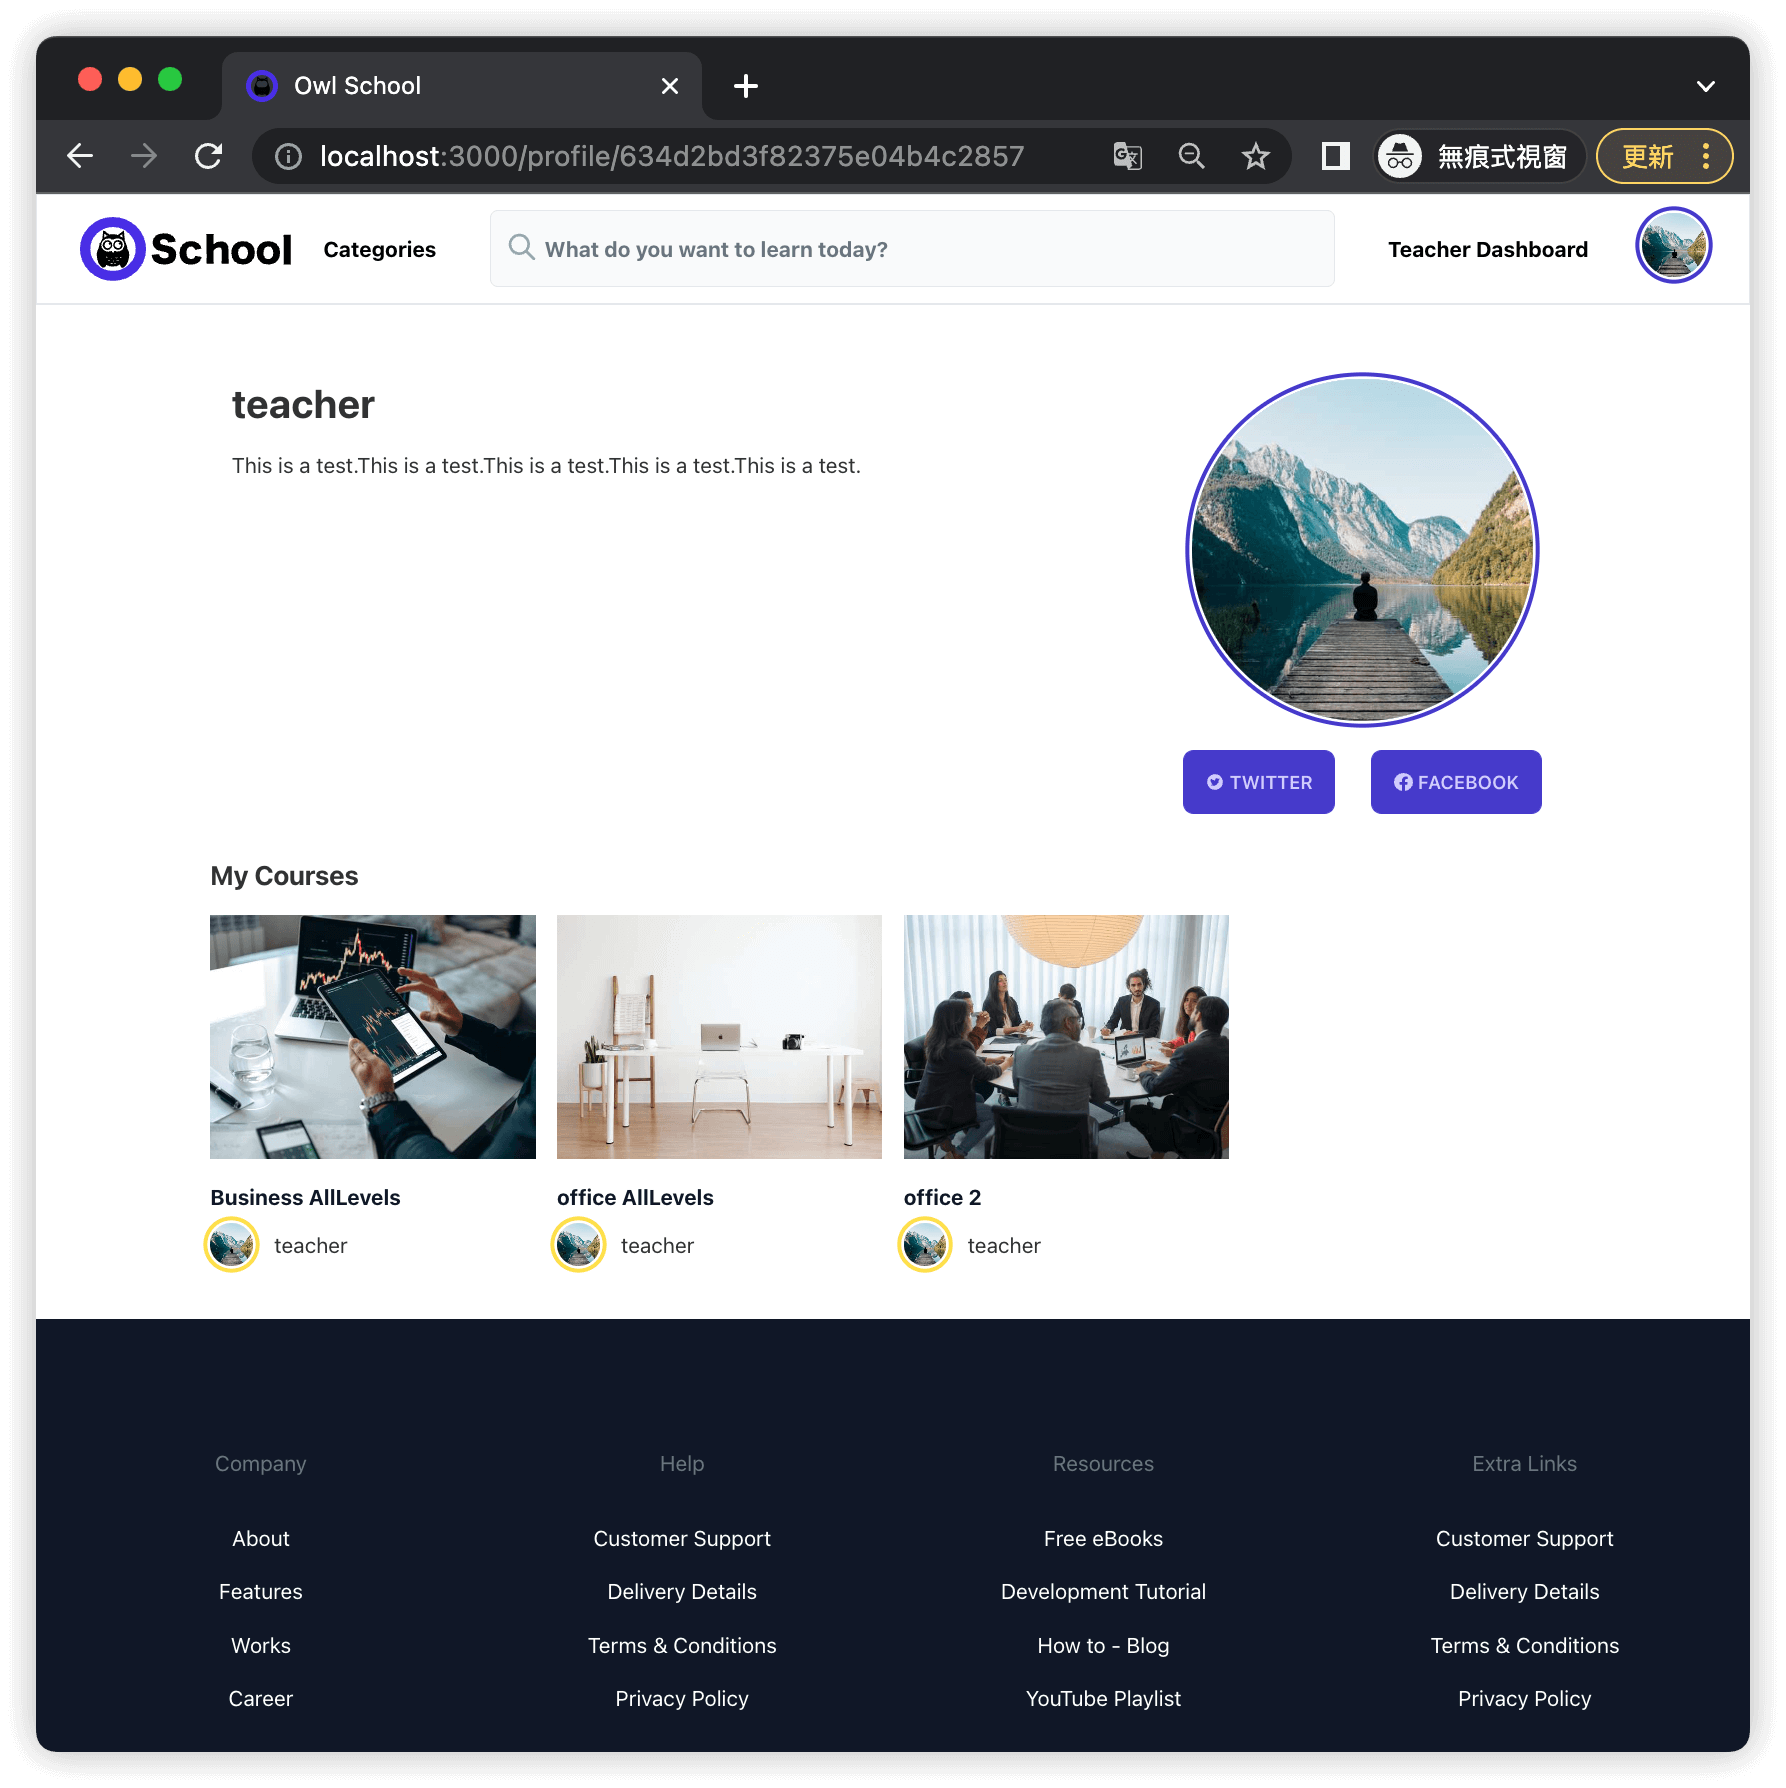 Owl School
localhost:3000/profile/634d2bd3f82375e04b4c2857
無痕式視窗
更新
School
Categories
What do you want to learn today?
Teacher Dashboard
teacher
This is a test.This is a test.This is a test.This is a test.This is a test.
TWITTER
FACEBOOK
My Courses
Business AllLevels
office AllLevels
office 2
teacher
teacher
teacher
Company
Help
Resources
Extra Links
About
Customer Support
Free eBooks
Customer Support
Features
Delivery Details
Development Tutorial
Delivery Details
Works
Terms & Conditions
How to - Blog
Terms & Conditions
Career
Privacy Policy
YouTube Playlist
Privacy Policy